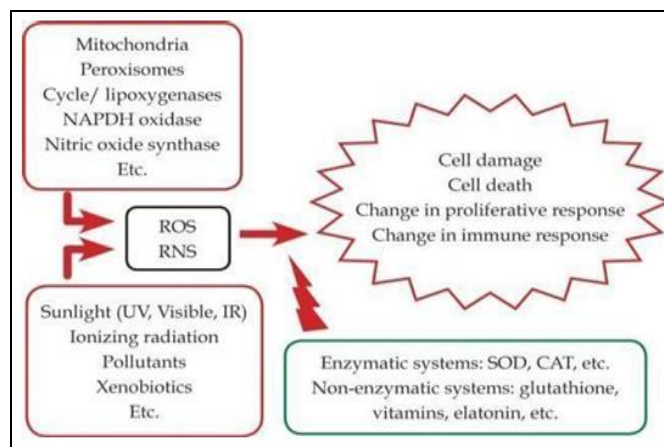 Mitochondria
Peroxisomes
Cycle/ lipoxygenases
NAPDH oxidase
Nitric oxide synthase
Etc.
ROS
RNS
Sunlight (UV, Visible, IR)
Ionizing radiation
Pollutants
Xenobiotics
Etc.
Cell damage
Cell death
Change in proliferative response
Change in immune response
Enzymatic systems: SOD, CAT, etc.
Non-enzymatic systems: glutathione,
vitamins, elatonin, etc.